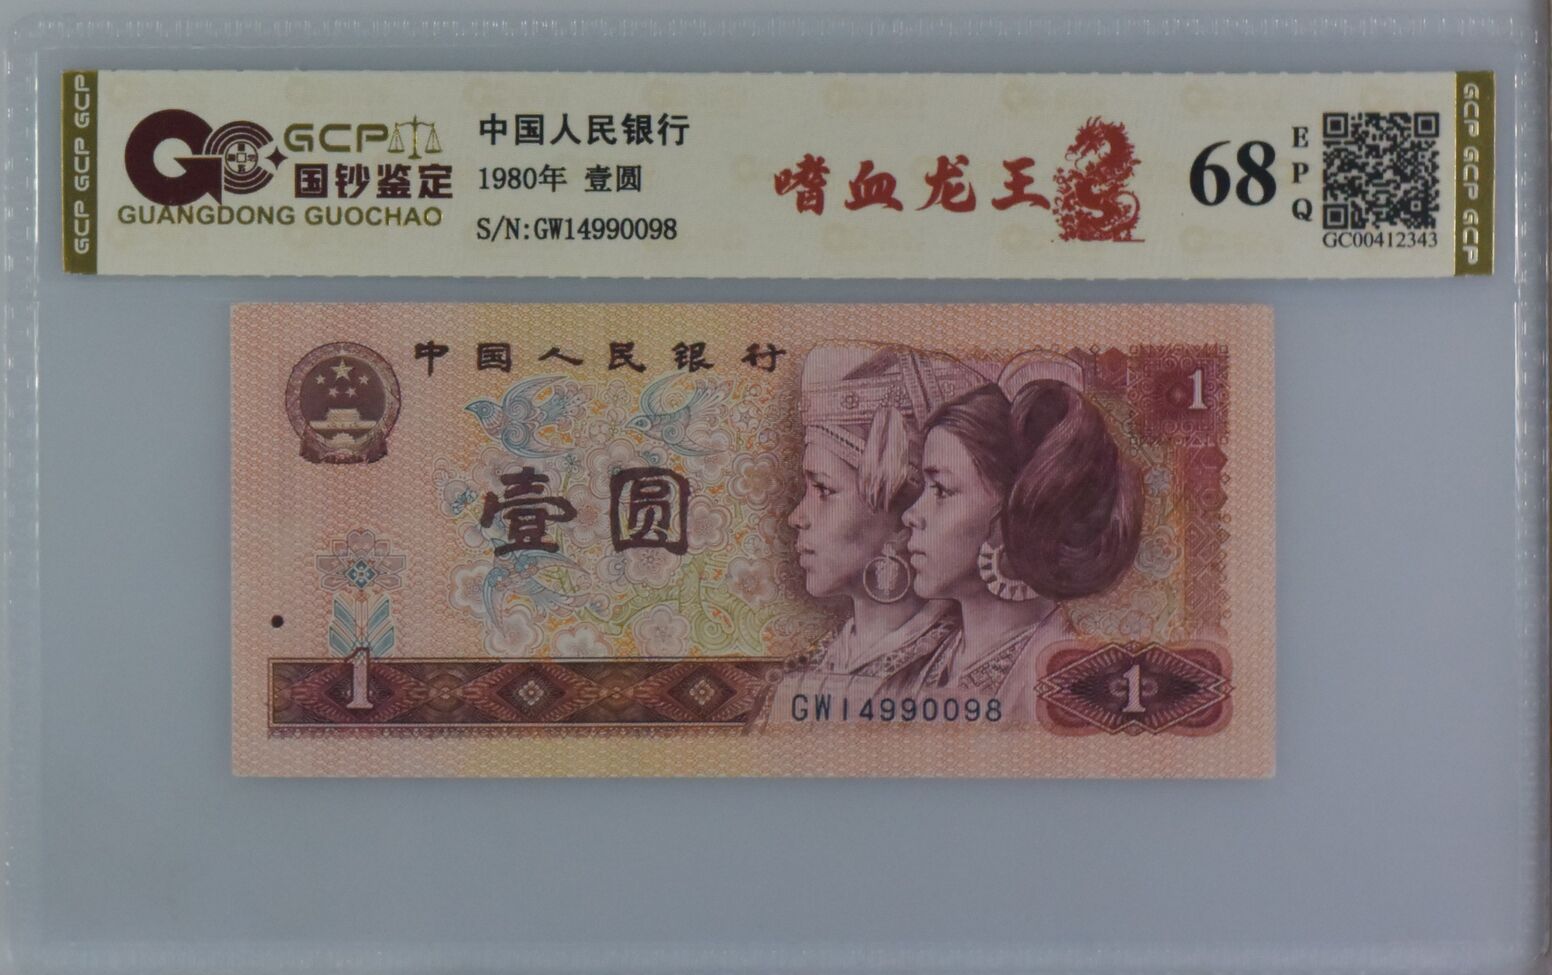 GCP GCP GCP
GCP
国钞鉴定
GUANGDONG GUOCHAO
中国人民银行
1980年 壹圆
S/N:GW14990098
嗜血龙王
68
EPQ
GC00412343
GCP GCP GCP
中国人民银行
1
壹圆
1
GW14990098
1